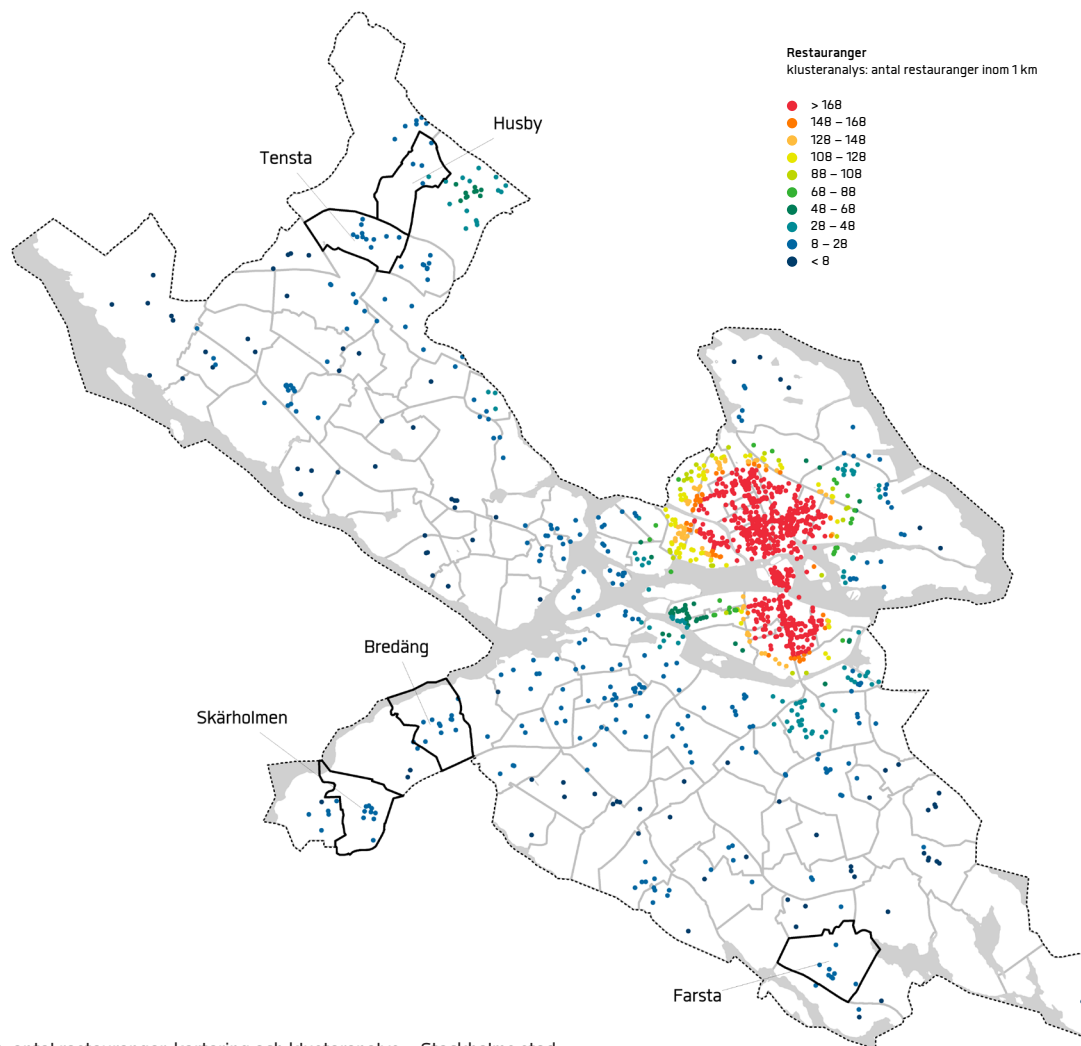 Restauranger
klusteranalys: antal restauranger inom 1 km
> 168
148 – 168
128 – 148
108 – 128
88 – 108
68 – 88
48 – 68
28 – 48
8 – 28
< 8
Husby
Tensta
Bredäng
Skärholmen
Farsta